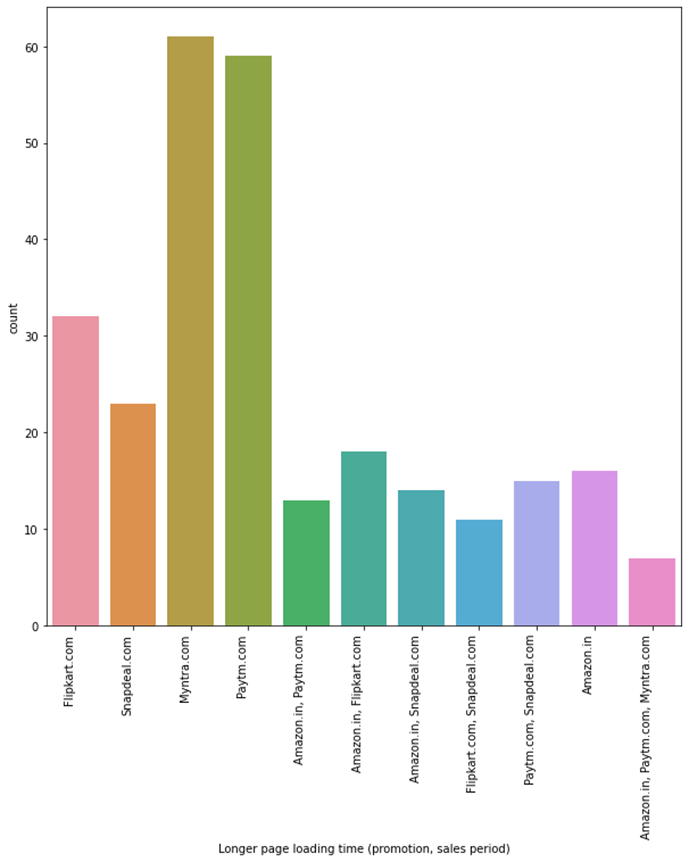 60
50
40
30
20
10
0
count
Flipkart.com
Snapdeal.com
Myntra.com
Paytm.com
Amazon.in, Paytm.com
Amazon.in, Flipkart.com
Amazon.in, Snapdeal.com
Flipkart.com, Snapdeal.com
Paytm.com, Snapdeal.com
Amazon.in
Amazon.in, Paytm.com, Myntra.com
Longer page loading time (promotion, sales period)